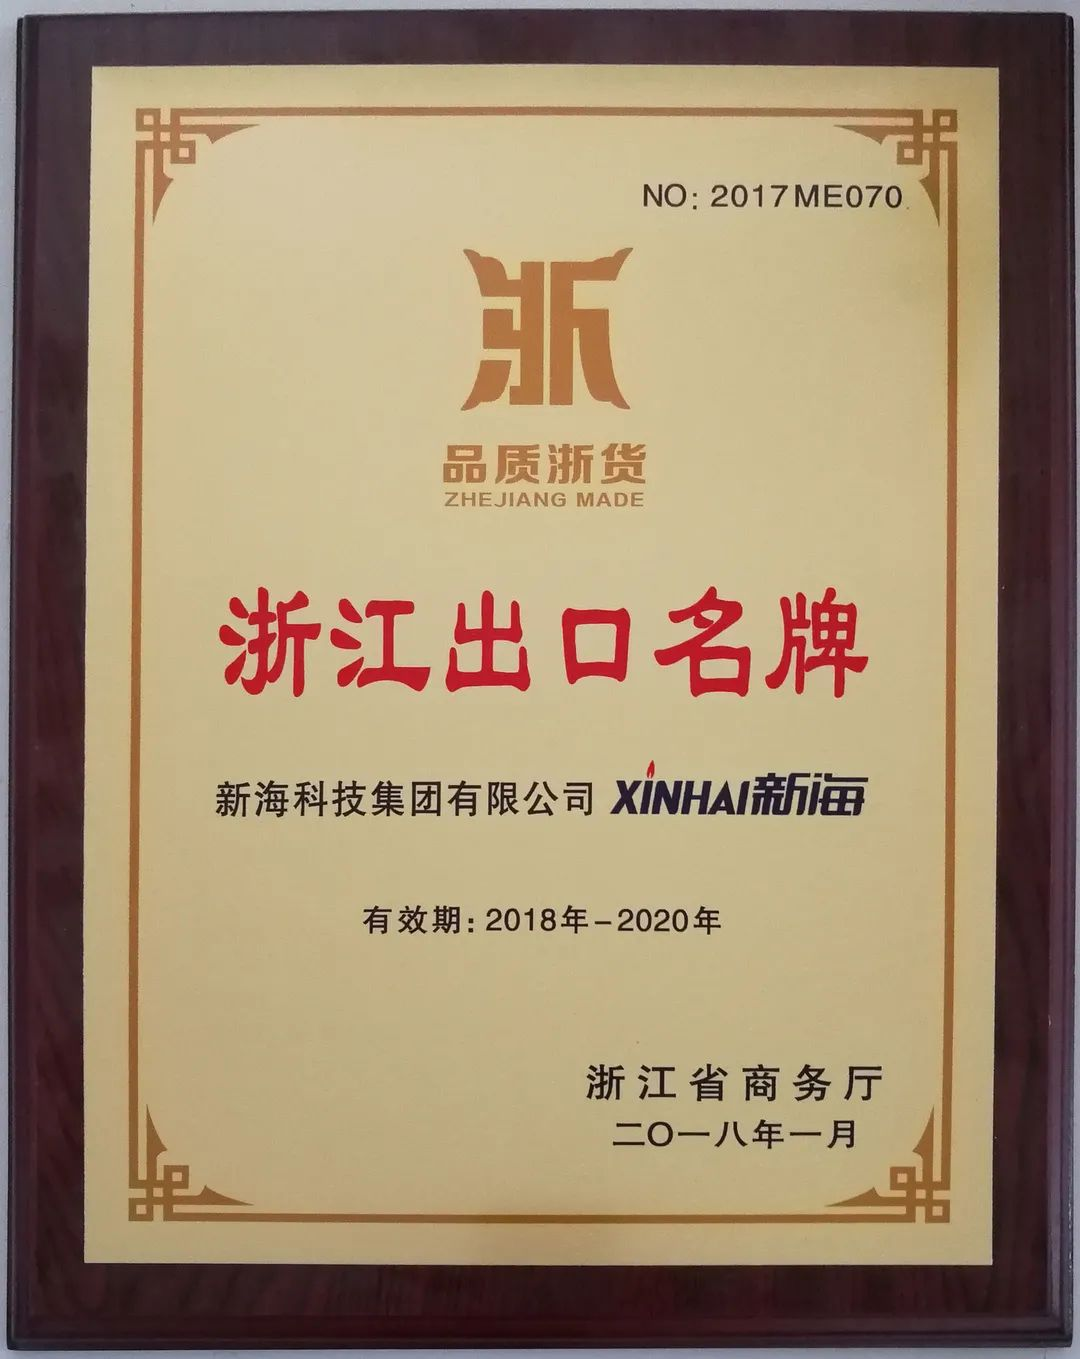 NO: 2017ME070
浙
品质浙货
ZHEJIANG MADE
浙江出口名牌
新海科技集团有限公司 XINHAI新海
有效期: 2018年-2020年
浙江省商务厅
二〇一八年一月